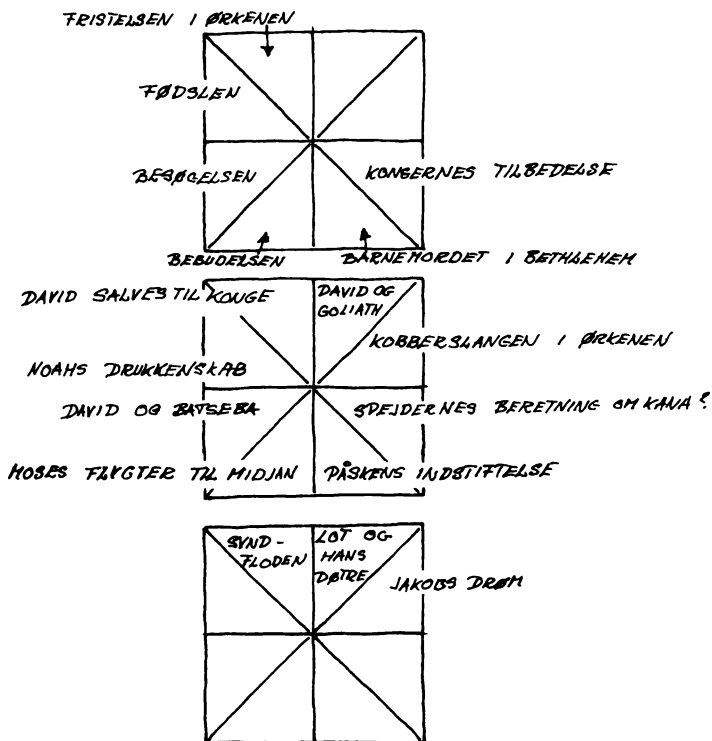 FRISTELSEN I ØRKENEN
FØDSLEN
BESØGELSEN
KONGERNES TILBEDELSE
BEBUDELSEN
BARNEMORDET I BETHLEHEM
DAVID SALVES TIL KONGE
DAVID OG
GOLIATH
KOBBERSLANGEN I ØRKENEN
NOAHS DRUKKENSKAB
DAVID OG BATSEBA
SPEJDERNES BERETNING OM KANA?
MOSES FLYGTER TIL MIDJAN
PÅSKENS INDSTIFTELSE
SYND-
FLODEN
LOT OG
HANS
DØTRE
JAKOBS DRØM